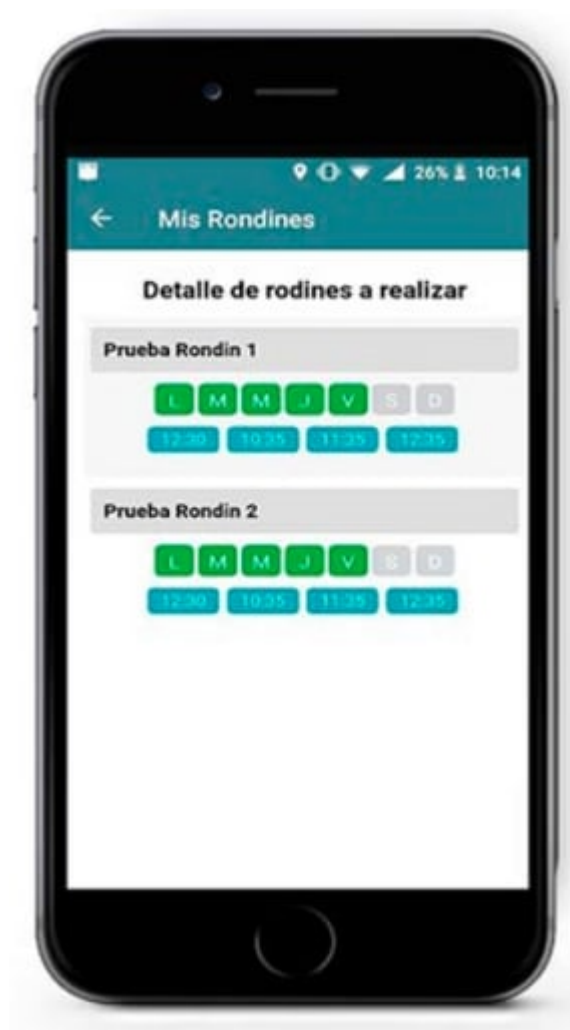 26% 10:14
Mis Rondines
Detalle de rodines a realizar
Prueba Rondin 1
L M M J V S D
12:30 10:35 11:35 12:35
Prueba Rondin 2
L M M J V S D
12:30 10:35 11:35 12:35